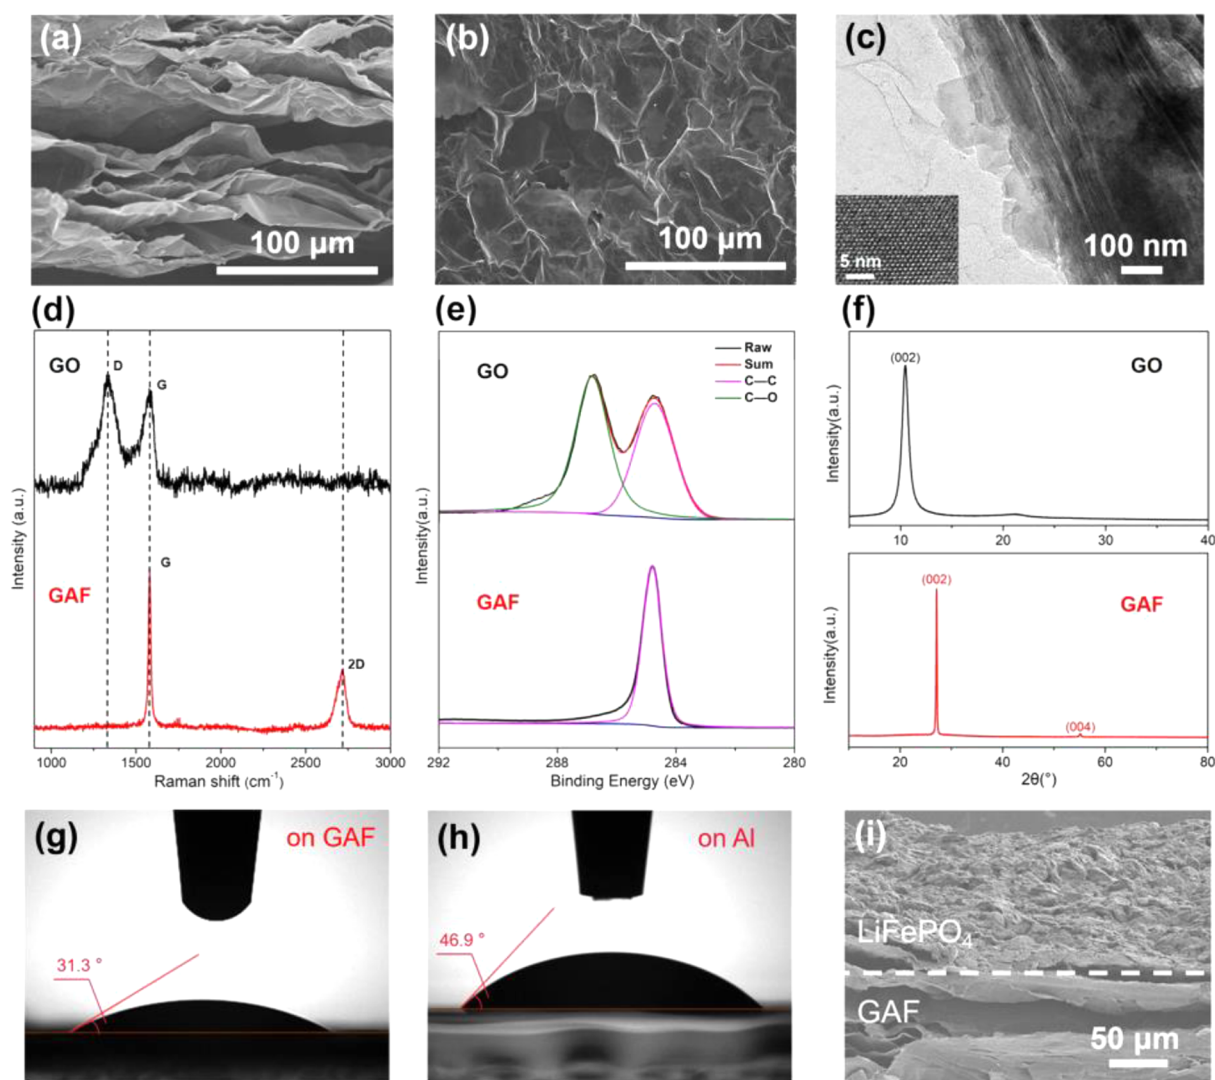 (a)
100 μm
(b)
100 μm
(c)
5 nm
100 nm
(d)
GO
D
G
GAF
G
2D
Intensity (a.u.)
1000 1500 2000 2500 3000
Raman shift (cm⁻¹)
(e)
GO
Raw
Sum
C—C
C—O
GAF
Intensity(a.u.)
Intensity(a.u.)
292 288 284 280
Binding Energy (eV)
(f)
(002)
GO
Intensity(a.u.)
10 20 30 40
(002)
GAF
(004)
Intensity(a.u.)
20 40 60 80
2θ(°)
(g)
on GAF
31.3 °
(h)
on Al
46.9 °
(i)
LiFePO₄
GAF
50 μm